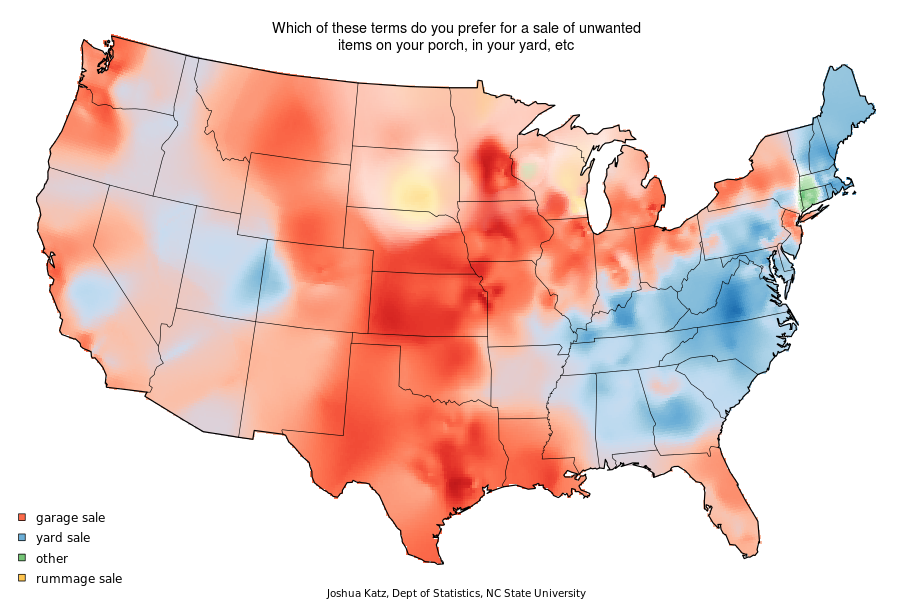 Which of these terms do you prefer for a sale of unwanted
items on your porch, in your yard, etc
garage sale
yard sale
other
rummage sale
Joshua Katz, Dept of Statistics, NC State University